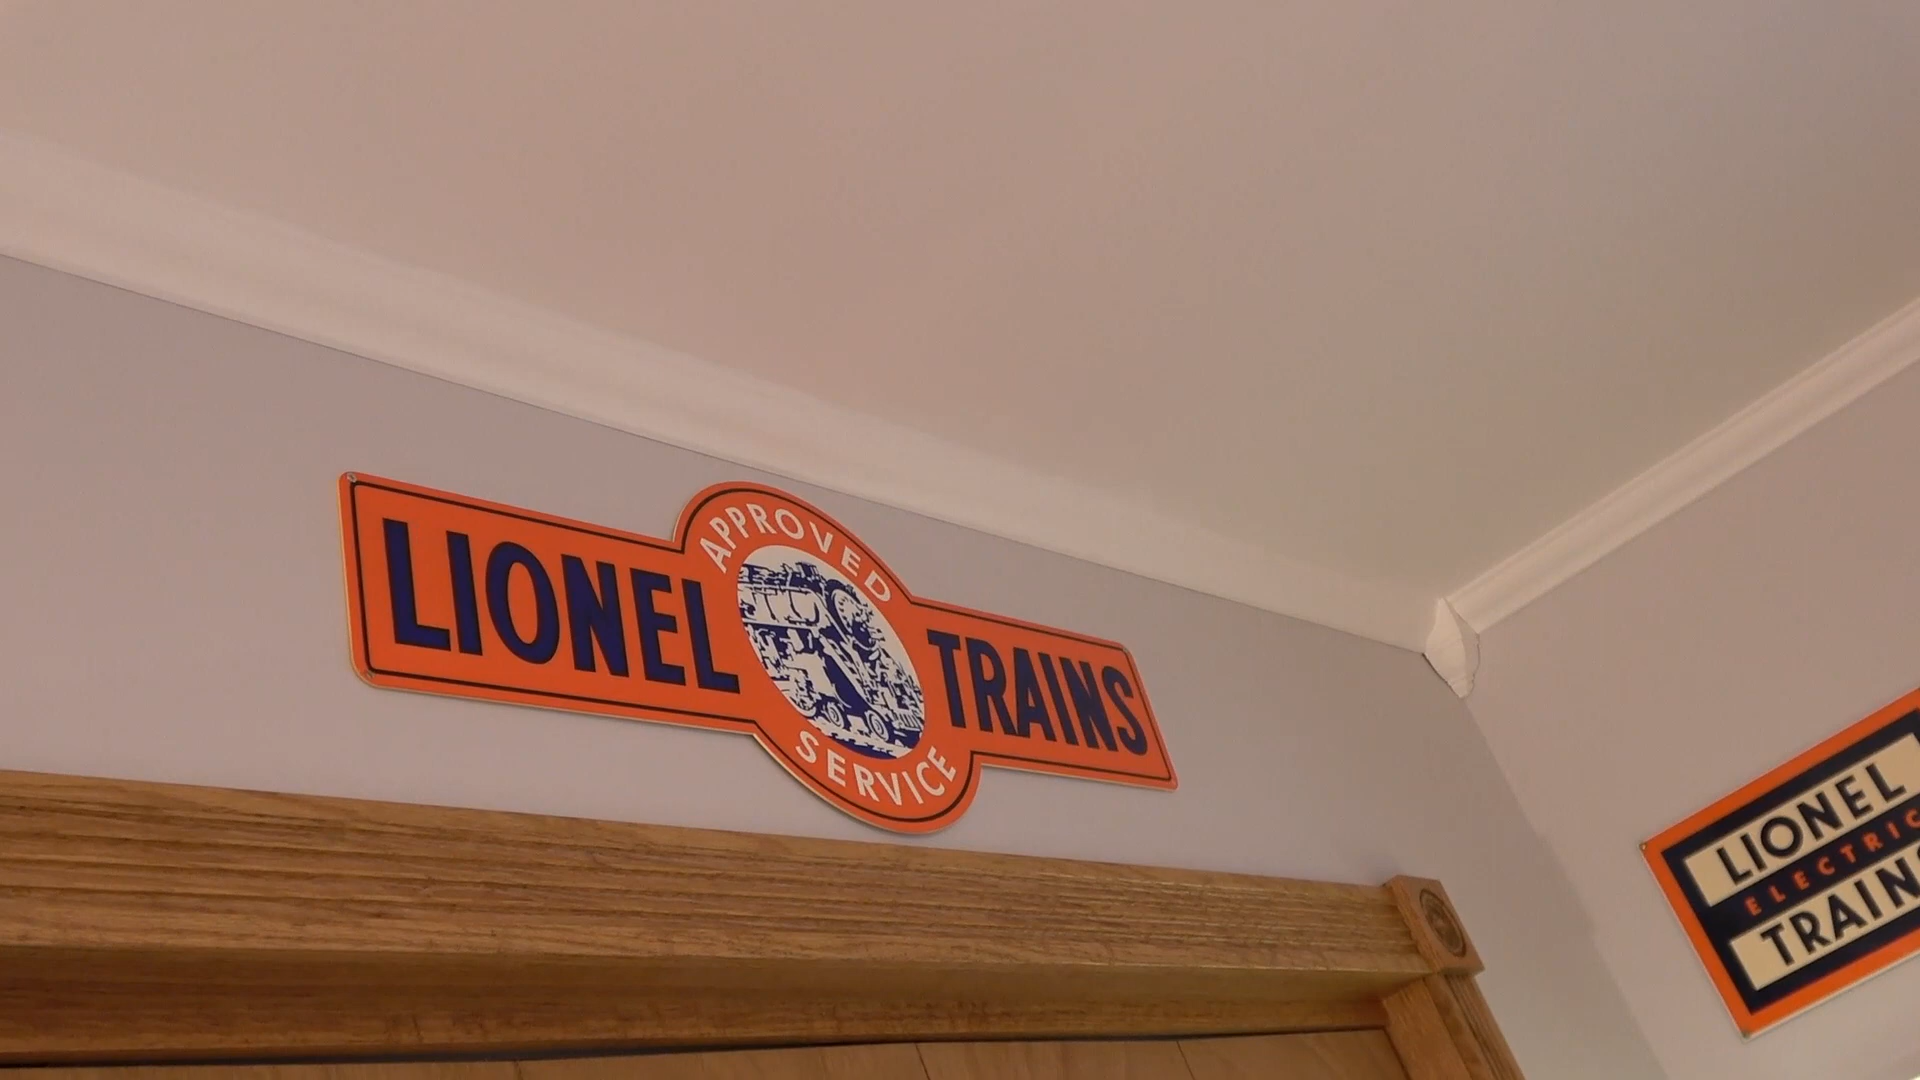 APPROVED
LIONEL TRAINS
SERVICE
LIONEL
ELECTRIC
TRAINS